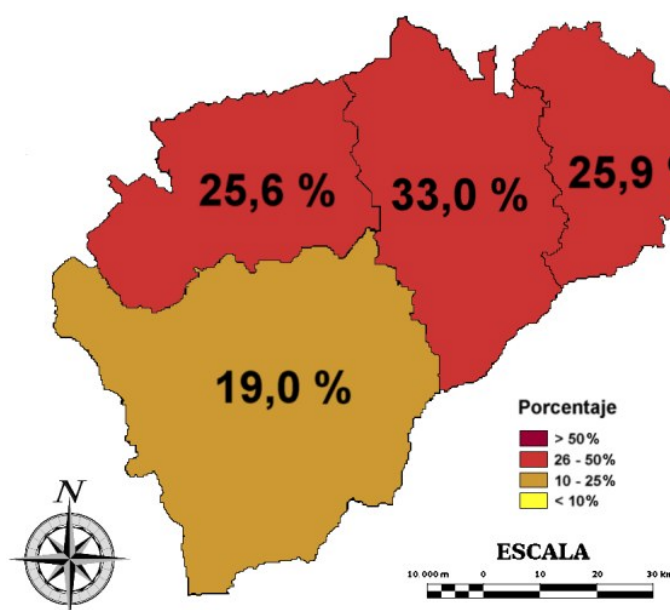 25,6 %
33,0 %
25,9 %
19,0 %
Porcentaje
> 50%
26 - 50%
10 - 25%
< 10%
N
ESCALA
10 000 m 0 10 20 30 km